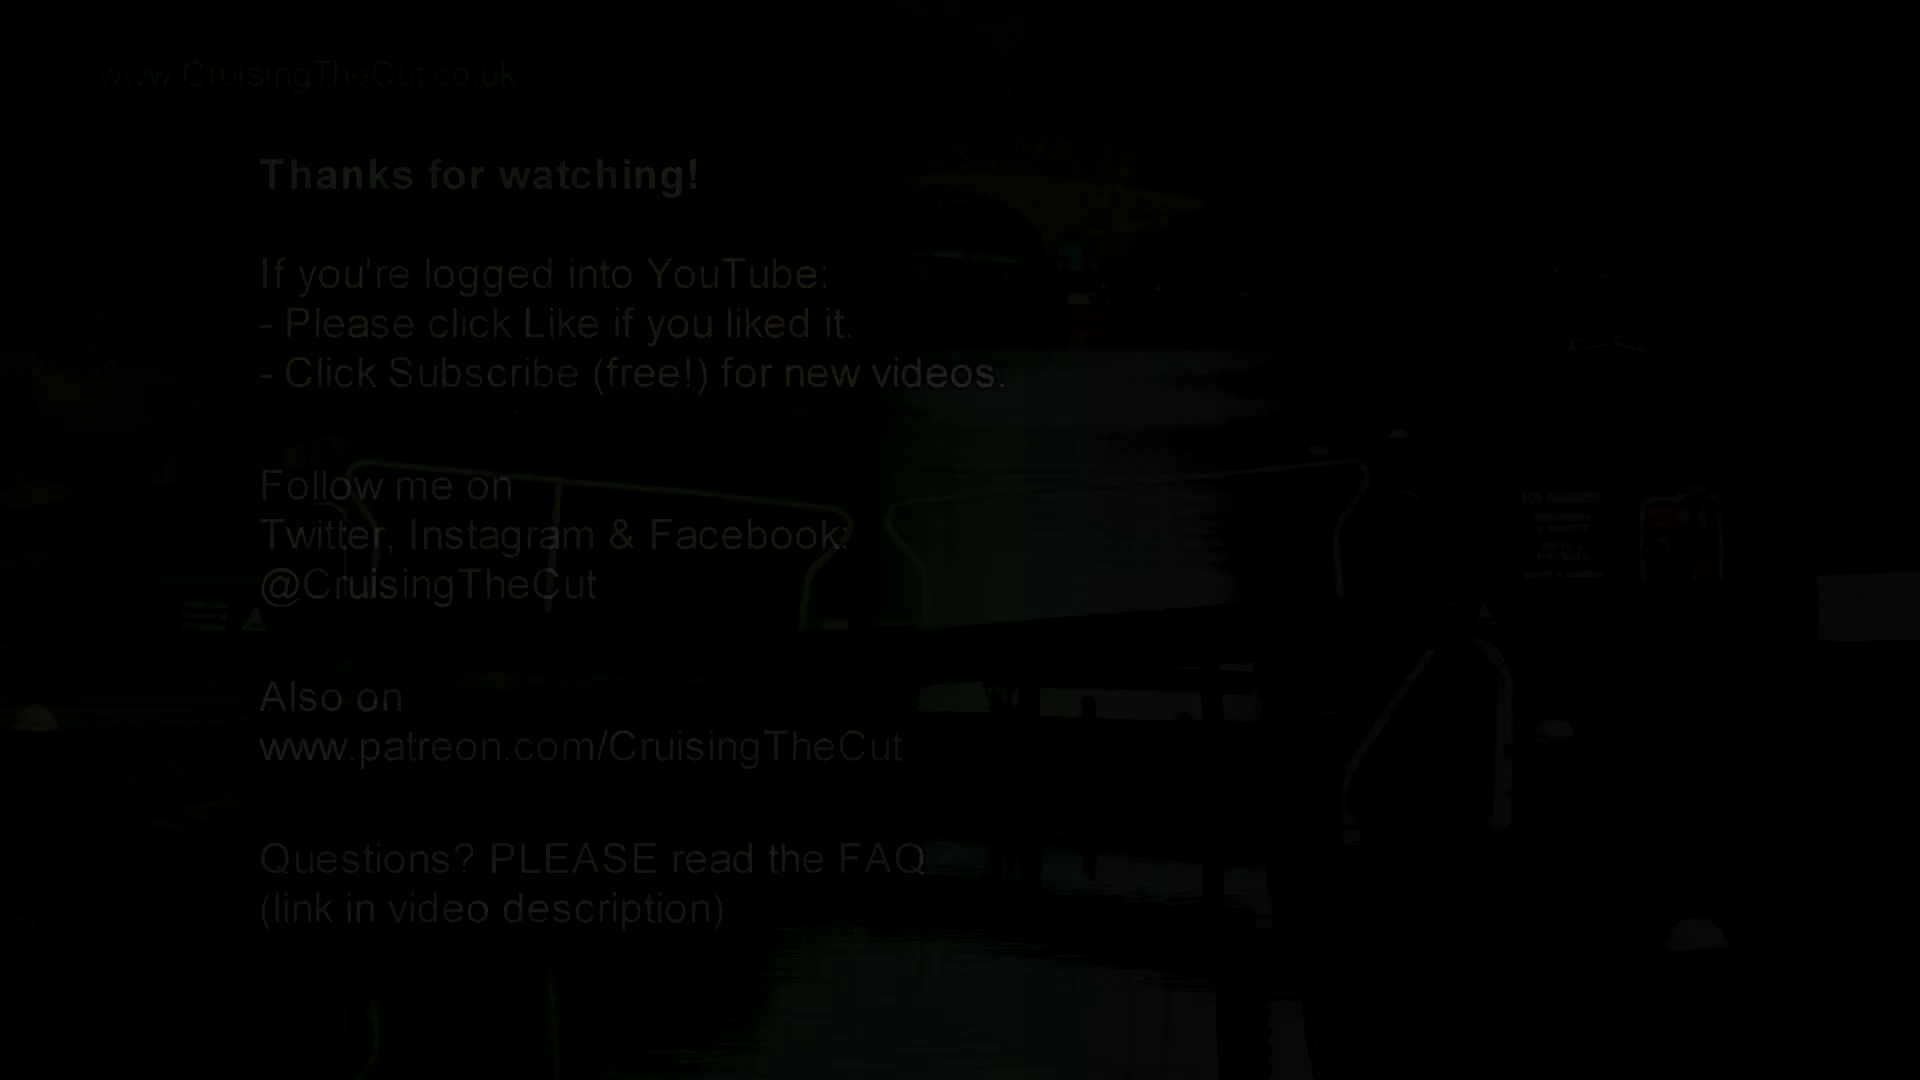 www.CruisingTheCut.co.uk
Thanks for watching!
If you're logged into YouTube:
- Please click Like if you liked it.
- Click Subscribe (free!) for new videos.
Follow me on
Twitter, Instagram & Facebook:
@CruisingTheCut
Also on
www.patreon.com/CruisingTheCut
Questions? PLEASE read the FAQ
(link in video description)